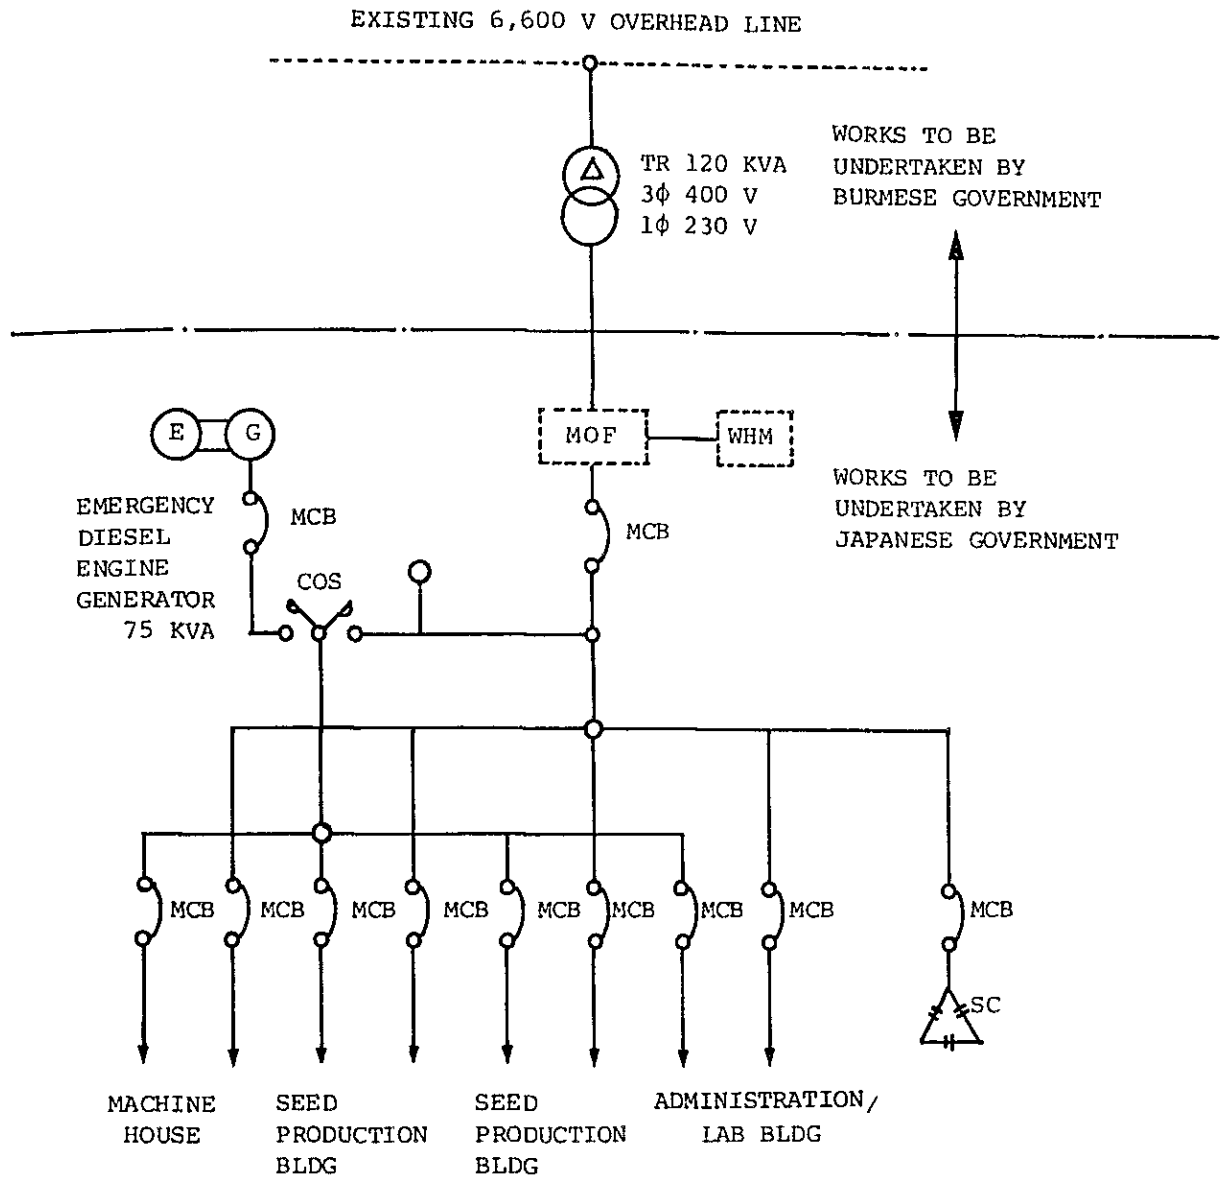 EXISTING 6,600 V OVERHEAD LINE
TR 120 KVA
3ϕ 400 V
1ϕ 230 V
WORKS TO BE
UNDERTAKEN BY
BURMESE GOVERNMENT
E G
MOF
WHM
WORKS TO BE
UNDERTAKEN BY
JAPANESE GOVERNMENT
EMERGENCY
DIESEL
ENGINE
GENERATOR
75 KVA
MCB
MCB
COS
MCB MCB MCB MCB MCB MCB MCB MCB MCB
SC
MACHINE
HOUSE
SEED
PRODUCTION
BLDG
SEED
PRODUCTION
BLDG
ADMINISTRATION/
LAB BLDG